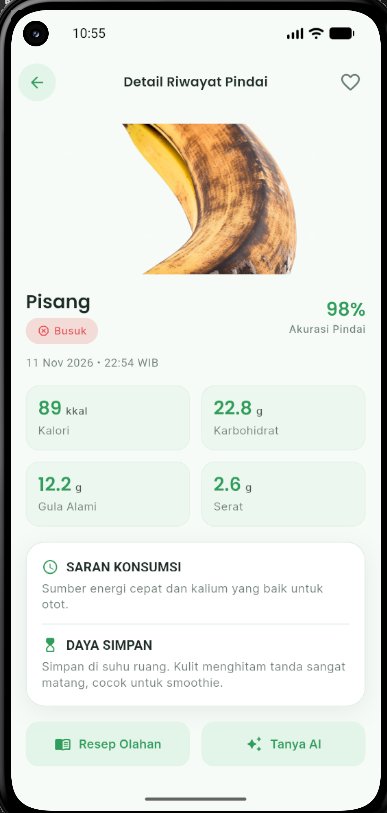 10:55
Detail Riwayat Pindai
Pisang
98%
Busuk
Akurasi Pindai
11 Nov 2026 • 22:54 WIB
89 kkal
22.8 g
Kalori
Karbohidrat
12.2 g
2.6 g
Gula Alami
Serat
SARAN KONSUMSI
Sumber energi cepat dan kalium yang baik untuk
otot.
DAYA SIMPAN
Simpan di suhu ruang. Kulit menghitam tanda sangat
matang, cocok untuk smoothie.
Resep Olahan
Tanya AI